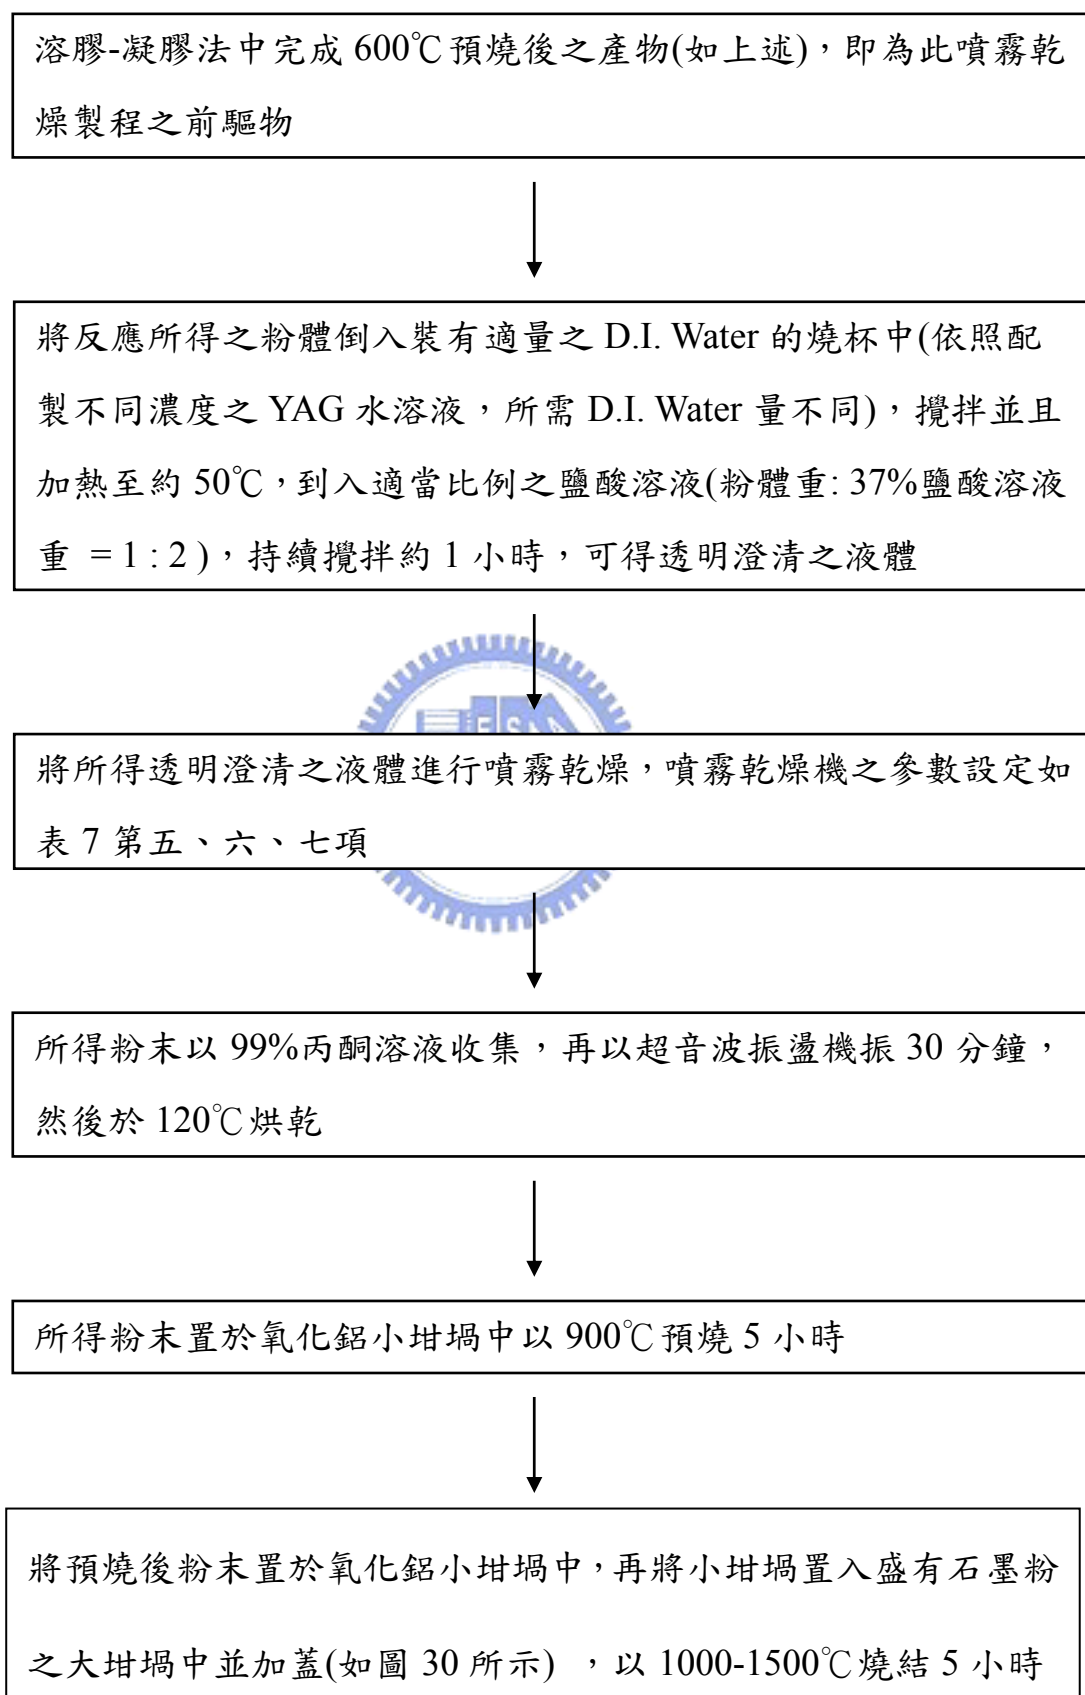 溶膠-凝膠法中完成 600℃預燒後之產物(如上述)，即為此噴霧乾
燥製程之前驅物
將反應所得之粉體倒入裝有適量之 D.I. Water 的燒杯中(依照配
製不同濃度之 YAG 水溶液，所需 D.I. Water 量不同)，攪拌並且
加熱至約 50℃，到入適當比例之鹽酸溶液(粉體重: 37%鹽酸溶液
重 = 1 : 2 )，持續攪拌約 1 小時，可得透明澄清之液體
將所得透明澄清之液體進行噴霧乾燥，噴霧乾燥機之參數設定如
表 7 第五、六、七項
所得粉末以 99%丙酮溶液收集，再以超音波振盪機振 30 分鐘，
然後於 120℃烘乾
所得粉末置於氧化鋁小坩堝中以 900℃預燒 5 小時
將預燒後粉末置於氧化鋁小坩堝中，再將小坩堝置入盛有石墨粉
之大坩堝中並加蓋(如圖 30 所示) ，以 1000-1500℃燒結 5 小時